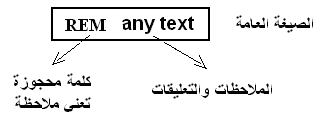 الصيغة العامة
REM any text
كلمة محجوزة
تعنى ملاحظة
الملاحظات والتعليقات